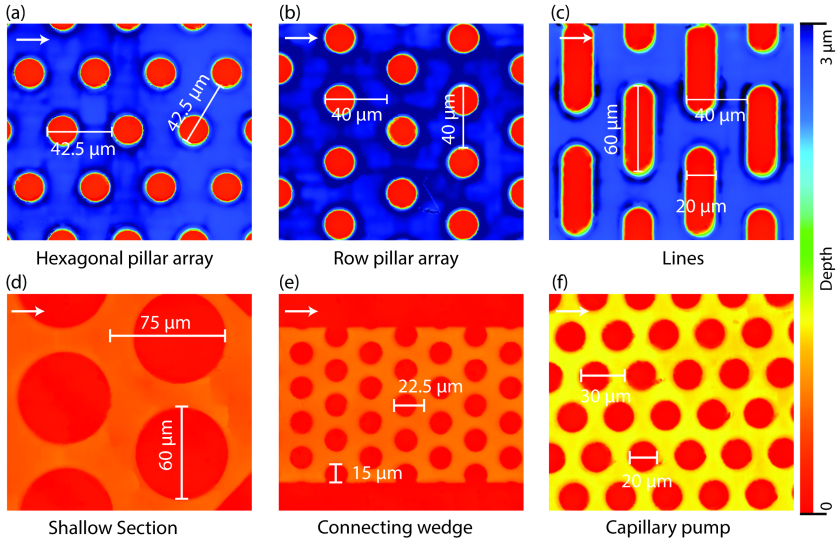 (a)
(b)
(c)
42.5 μm
42.5 μm
40 μm
40 μm
60 μm
40 μm
20 μm
3 μm
Hexagonal pillar array
Row pillar array
Lines
Depth
(d)
(e)
(f)
75 μm
60 μm
22.5 μm
15 μm
30 μm
20 μm
0
Shallow Section
Connecting wedge
Capillary pump